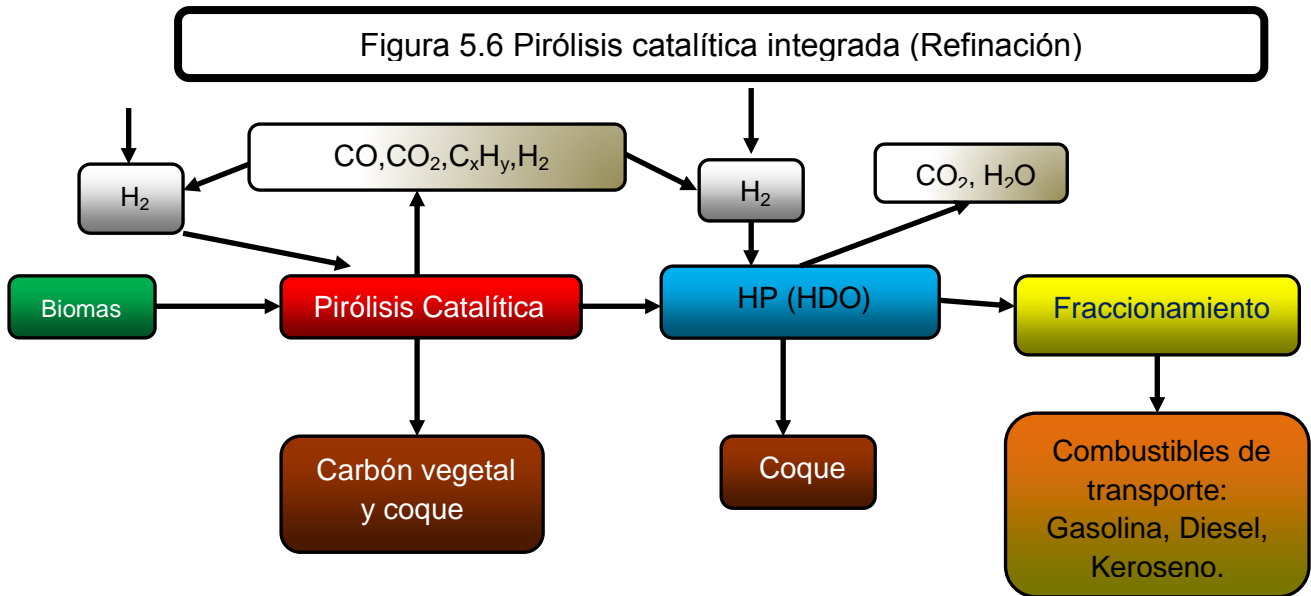 Figura 5.6 Pirólisis catalítica integrada (Refinación)
CO,CO₂,CₓHᵧ,H₂
H₂
H₂
CO₂, H₂O
Biomas
Pirólisis Catalítica
HP (HDO)
Fraccionamiento
Carbón vegetal
y coque
Coque
Combustibles de
transporte:
Gasolina, Diesel,
Keroseno.